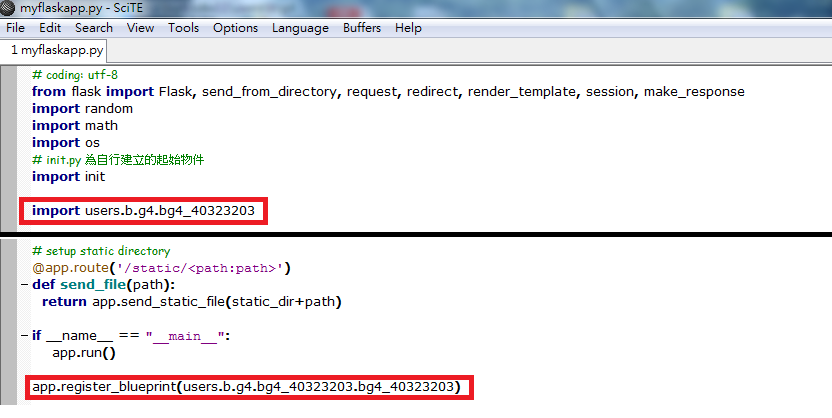 myflaskapp.py - SciTE
File Edit Search View Tools Options Language Buffers Help
1 myflaskapp.py
# coding: utf-8
from flask import Flask, send_from_directory, request, redirect, render_template, session, make_response
import random
import math
import os
# init.py 為自行建立的起始物件
import init
import users.b.g4.bg4_40323203
# setup static directory
@app.route('/static/<path:path>')
def send_file(path):
return app.send_static_file(static_dir+path)
if __name__ == "__main__":
app.run()
app.register_blueprint(users.b.g4.bg4_40323203.bg4_40323203)